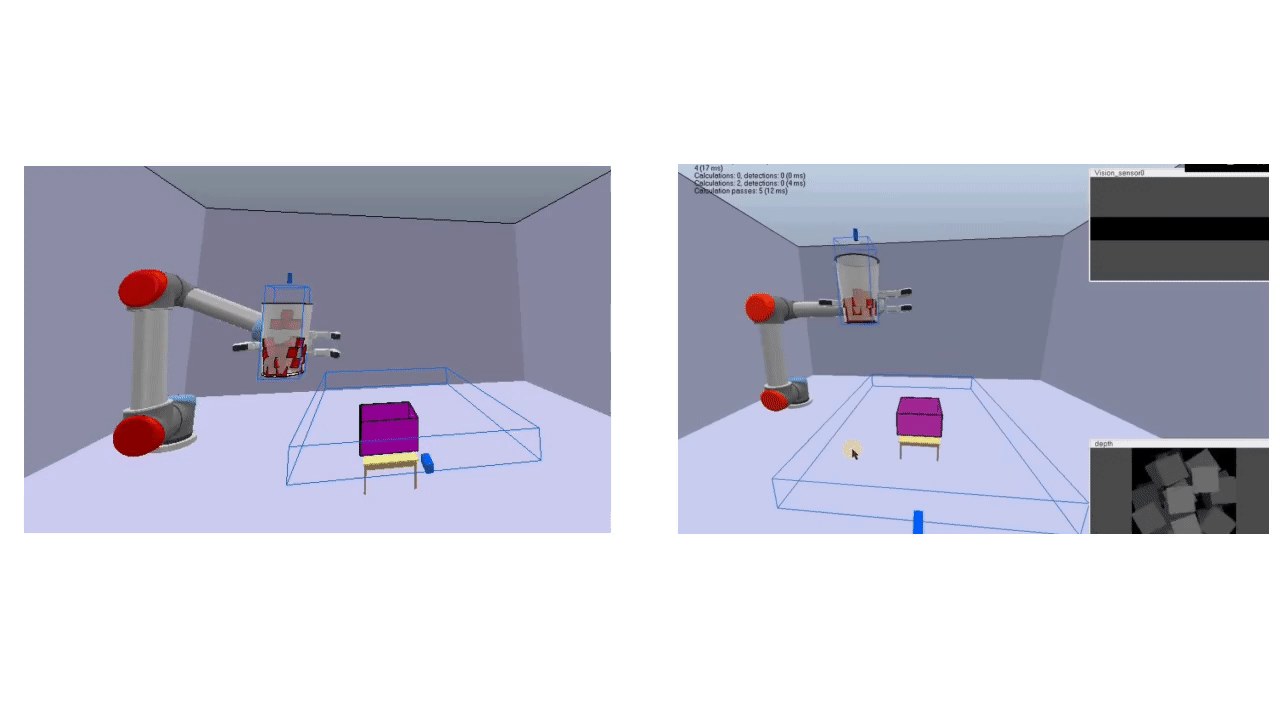 4 (17 ms)
Calculations: 0, detections: 0 (0 ms)
Calculations: 2, detections: 0 (4 ms)
Calculation passes: 5 (12 ms)
Vision_sensor0
depth